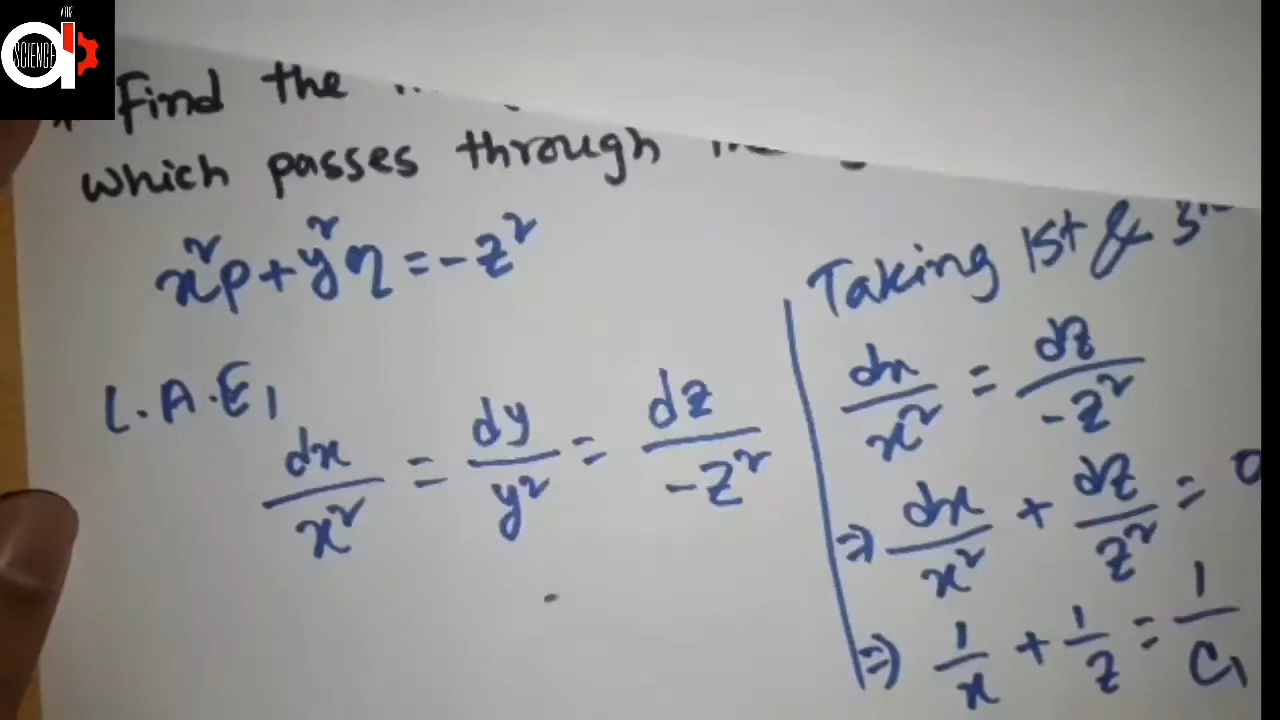 THE
SCIENCE
Find the
which passes through
x²p + y²q = -z²
L.A.E,
dx/x² = dy/y² = dz/-z²
Taking 1st &
dx/x² = dz/-z²
⇒ dx/x² + dz/z² = 0
⇒ 1/x + 1/z = 1/C₁